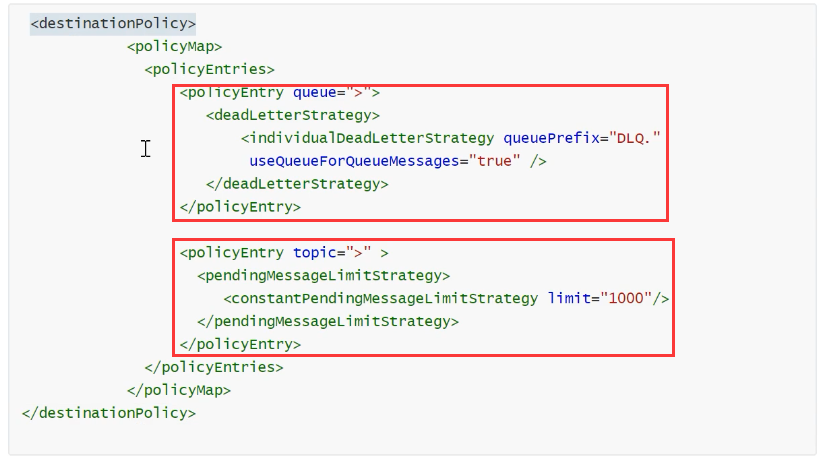 <destinationPolicy>
<policyMap>
<policyEntries>
<policyEntry queue=">">
<deadLetterStrategy>
<individualDeadLetterStrategy queuePrefix="DLQ."
useQueueForQueueMessages="true" />
</deadLetterStrategy>
</policyEntry>
<policyEntry topic=">" >
<pendingMessageLimitStrategy>
<constantPendingMessageLimitStrategy limit="1000"/>
</pendingMessageLimitStrategy>
</policyEntry>
</policyEntries>
</policyMap>
</destinationPolicy>